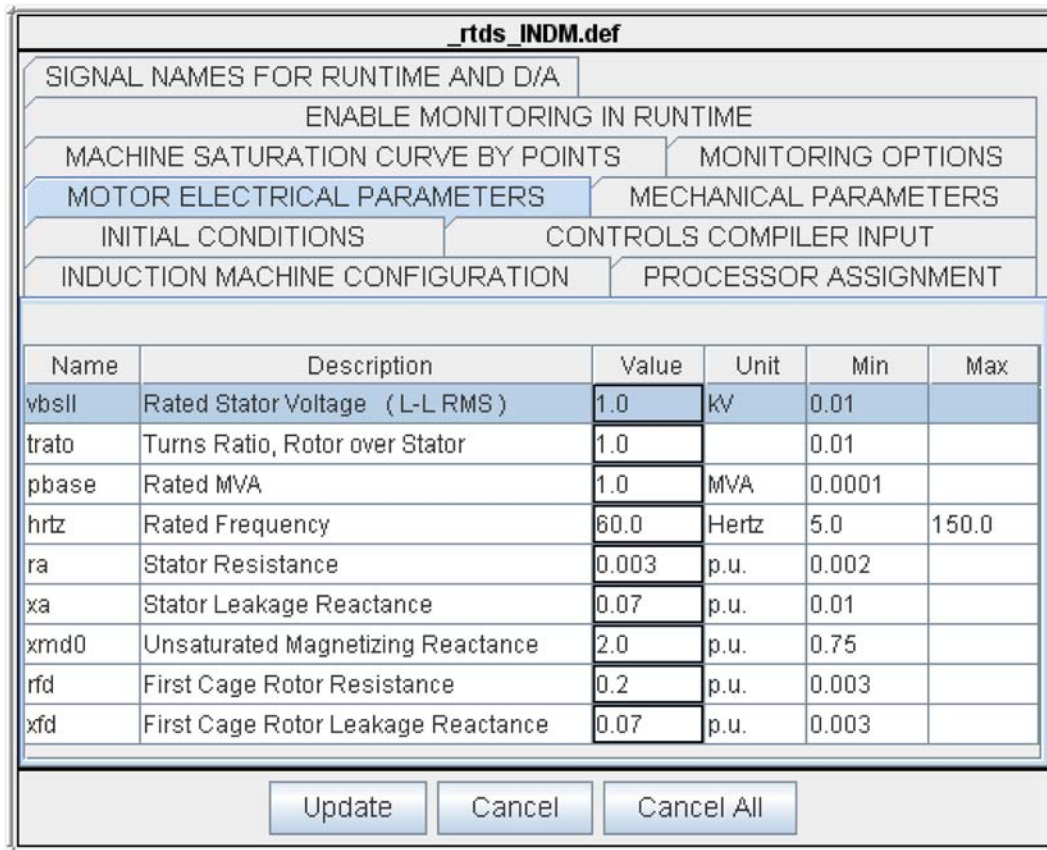 _rtds_INDM.def
SIGNAL NAMES FOR RUNTIME AND D/A
ENABLE MONITORING IN RUNTIME
MACHINE SATURATION CURVE BY POINTS MONITORING OPTIONS
MOTOR ELECTRICAL PARAMETERS MECHANICAL PARAMETERS
INITIAL CONDITIONS CONTROLS COMPILER INPUT
INDUCTION MACHINE CONFIGURATION PROCESSOR ASSIGNMENT
Name Description Value Unit Min Max
vbsll Rated Stator Voltage ( L-L RMS ) 1.0 kV 0.01
trato Turns Ratio, Rotor over Stator 1.0 0.01
pbase Rated MVA 1.0 MVA 0.0001
hrtz Rated Frequency 60.0 Hertz 5.0 150.0
ra Stator Resistance 0.003 p.u. 0.002
xa Stator Leakage Reactance 0.07 p.u. 0.01
xmd0 Unsaturated Magnetizing Reactance 2.0 p.u. 0.75
rfd First Cage Rotor Resistance 0.2 p.u. 0.003
xfd First Cage Rotor Leakage Reactance 0.07 p.u. 0.003
Update Cancel Cancel All